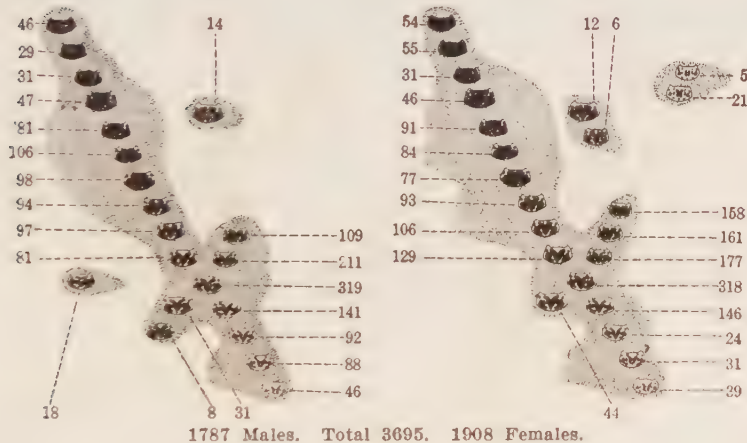 46 14 54 12 6
29 55
31 31 5
47 46 21
'81 91
106 84
98 77
94 93 158
97 109 106 161
81 211 129 177
319 318
141 146
92 24
88 31
46 39
18 8 31 44
1787 Males. Total 3695. 1908 Females.